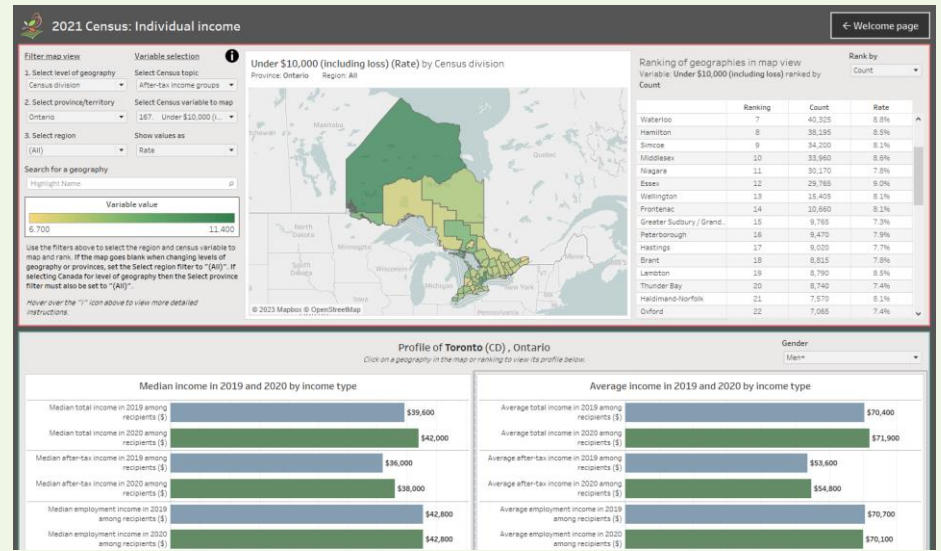 2021 Census: Individual income
← Welcome page
Filter map view
Variable selection
1. Select level of geography
Select Census topic
Census division
After-tax income groups
2. Select province/territory
Select Census variable to map
Ontario
167. Under $10,000 (i...
3. Select region
Show values as
(All)
Rate
Search for a geography
Highlight Name
Variable value
6.700
11.400
Use the filters above to select the region and census variable to
map and rank. If the map goes
blank when changing levels of
geography or provinces, set the
Select Region filter to "(All)". If
selecting Canada for level of
geography then the Select province
filter must also be set to "(All)".
Hover over the "i" icon above
to view more detailed
instructions.
Under $10,000 (including loss) (Rate) by Census division
Province: Ontario Region: All
Manitoba
Quebec
North
Dakota
South
Dakota
Wisconsin
Michigan
New York
Iowa
Pennsylvania
© 2023 Mapbox © OpenStreetMap
Ranking of geographies in map view
Variable: Under $10,000 (including loss) ranked by
Count
Rank by
Count
Ranking Count Rate
Waterloo 7 40,325 8.8%
Hamilton 8 38,195 8.5%
Simcoe 9 34,200 8.1%
Middlesex 10 33,960 8.6%
Niagara 11 30,170 7.8%
Essex 12 29,765 9.0%
Wellington 13 15,405 8.1%
Frontenac 14 10,660 8.1%
Greater Sudbury / Grand.. 15 9,765 7.3%
Peterborough 16 9,470 7.9%
Hastings 17 9,020 7.7%
Brant 18 8,815 7.8%
Lambton 19 8,790 8.5%
Thunder Bay 20 8,740 7.4%
Haldimand-Norfolk 21 7,570 8.1%
Oxford 22 7,065 7.4%
Profile of Toronto (CD) , Ontario
Click on a geography in the map or ranking to view its profile below.
Gender
Men+
Median income in 2019 and 2020 by income type
Median total income in 2019 among
recipients ($)
$39,600
Median total income in 2020 among
recipients ($)
$42,000
Median after-tax income in 2019 among
recipients ($)
$36,000
Median after-tax income in 2020 among
recipients ($)
$38,000
Median employment income in 2019
among recipients ($)
$42,800
Median employment income in 2020
among recipients ($)
$42,800
Average income in 2019 and 2020 by income type
Average total income in 2019 among
recipients ($)
$70,400
Average total income in 2020 among
recipients ($)
$71,900
Average after-tax income in 2019 among
recipients ($)
$53,600
Average after-tax income in 2020 among
recipients ($)
$54,800
Average employment income in 2019
among recipients ($)
$70,700
Average employment income in 2020
among recipients ($)
$70,100